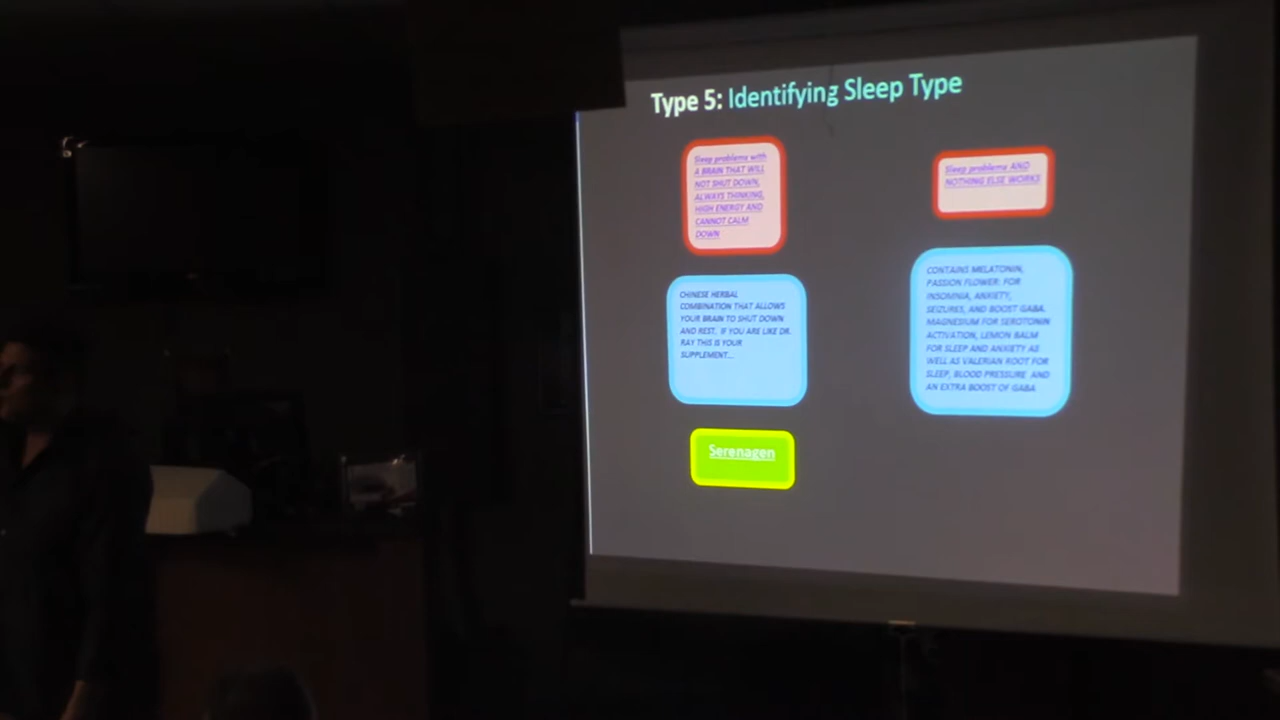 Type 5: Identifying Sleep Type
Sleep problems with
A BRAIN THAT WILL
NOT SHUT DOWN,
ALWAYS THINKING,
HIGH ENERGY AND
CANNOT CALM
DOWN
Sleep problems AND
NOTHING ELSE WORKS
CHINESE HERBAL
COMBINATION THAT ALLOWS
YOUR BRAIN TO SHUT DOWN
AND REST. IF YOU ARE LIKE DR.
RAY THIS IS YOUR
SUPPLEMENT...
CONTAINS MELATONIN,
PASSION FLOWER: FOR
INSOMNIA, ANXIETY,
SEIZURES, AND BOOST GABA.
MAGNESIUM FOR SEROTONIN
ACTIVATION, LEMON BALM
FOR SLEEP AND ANXIETY AS
WELL AS VALERIAN ROOT FOR
SLEEP, BLOOD PRESSURE AND
AN EXTRA BOOST OF GABA
Serenagen